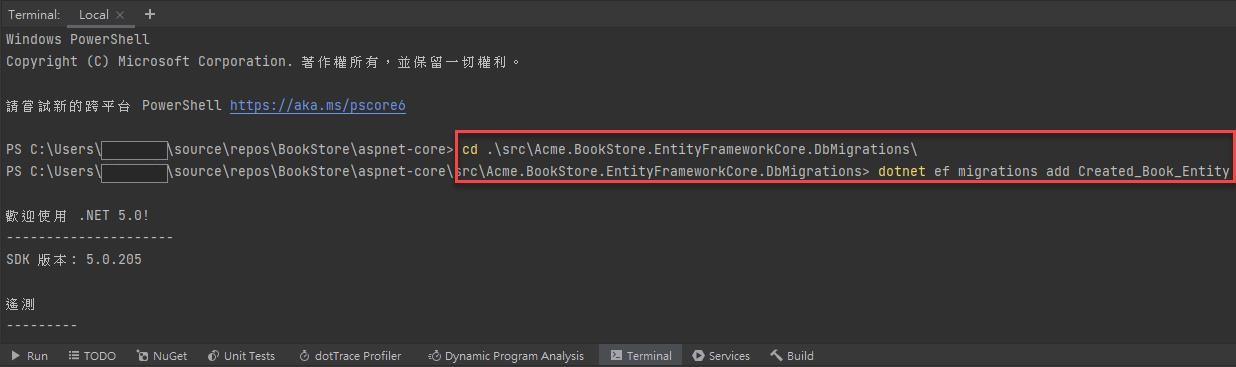 Terminal: Local × +
Windows PowerShell
Copyright (C) Microsoft Corporation. 著作權所有，並保留一切權利。
請嘗試新的跨平台 PowerShell https://aka.ms/pscore6
PS C:\Users\ \source\repos\BookStore\aspnet-core> cd .\src\Acme.BookStore.EntityFrameworkCore.DbMigrations\
PS C:\Users\ \source\repos\BookStore\aspnet-core\src\Acme.BookStore.EntityFrameworkCore.DbMigrations> dotnet ef migrations add Created_Book_Entity
歡迎使用 .NET 5.0!
---------------------
SDK 版本: 5.0.205
遙測
---------
Run TODO NuGet Unit Tests dotTrace Profiler Dynamic Program Analysis Terminal Services Build